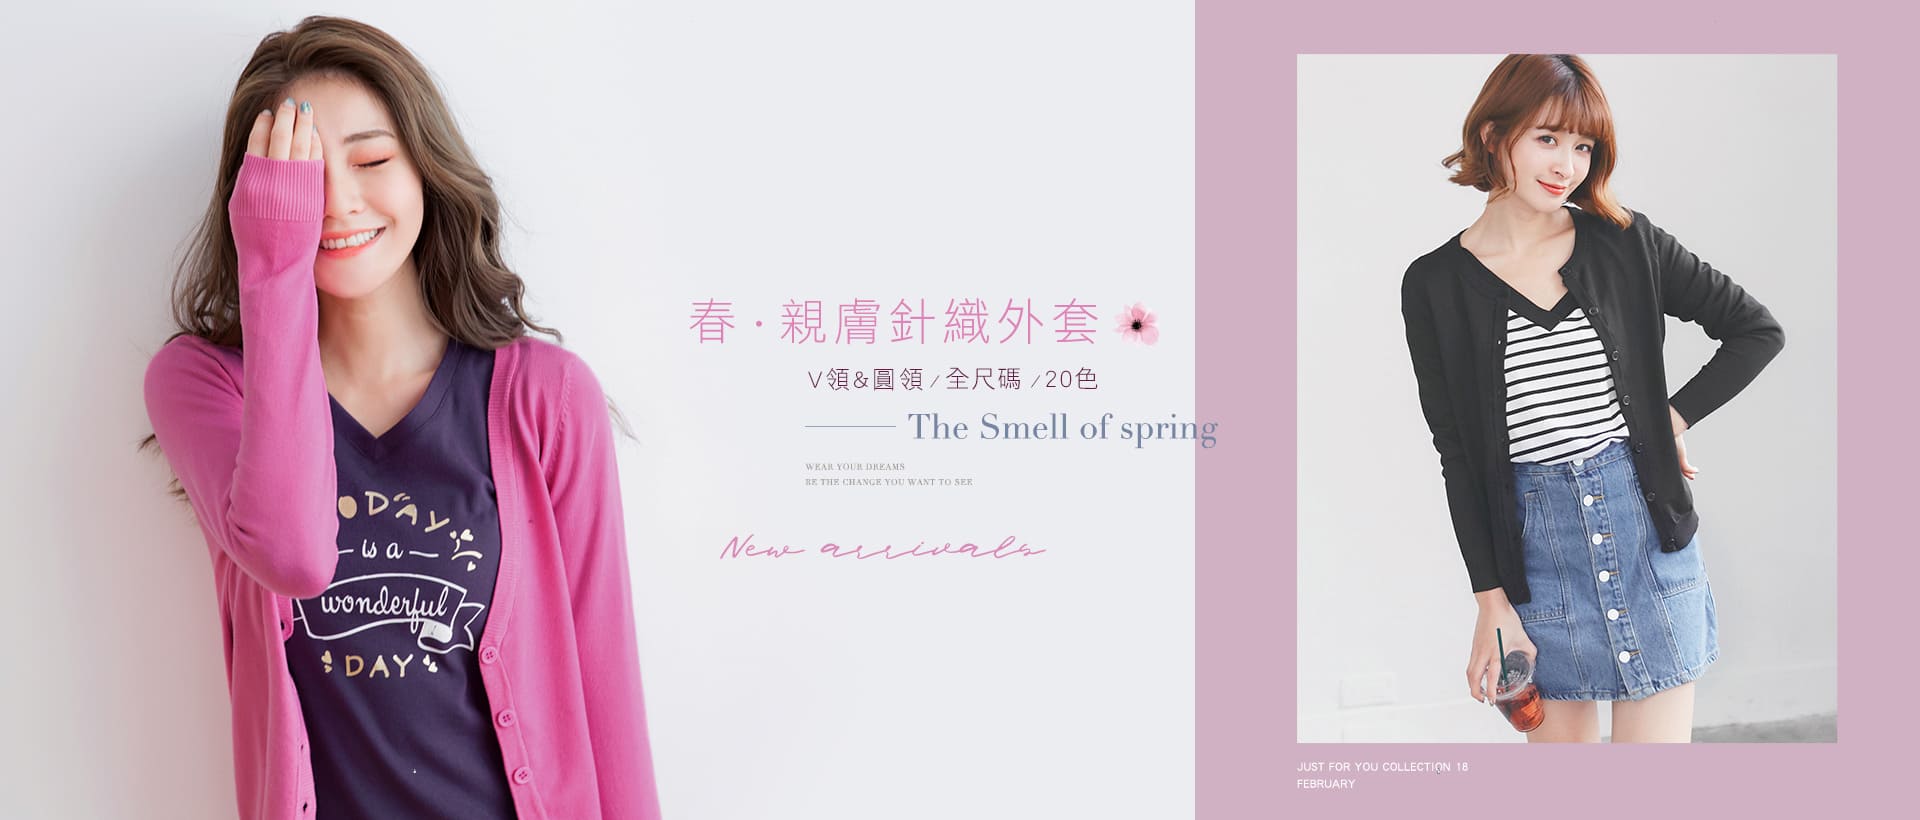 春·親膚針織外套
V領&圓領/全尺碼/20色
The Smell of spring
WEAR YOUR DREAMS
BE THE CHANGE YOU WANT TO SEE
New arrivals
TODAY
is a
wonderful
DAY
JUST FOR YOU COLLECTION 18
FEBRUARY